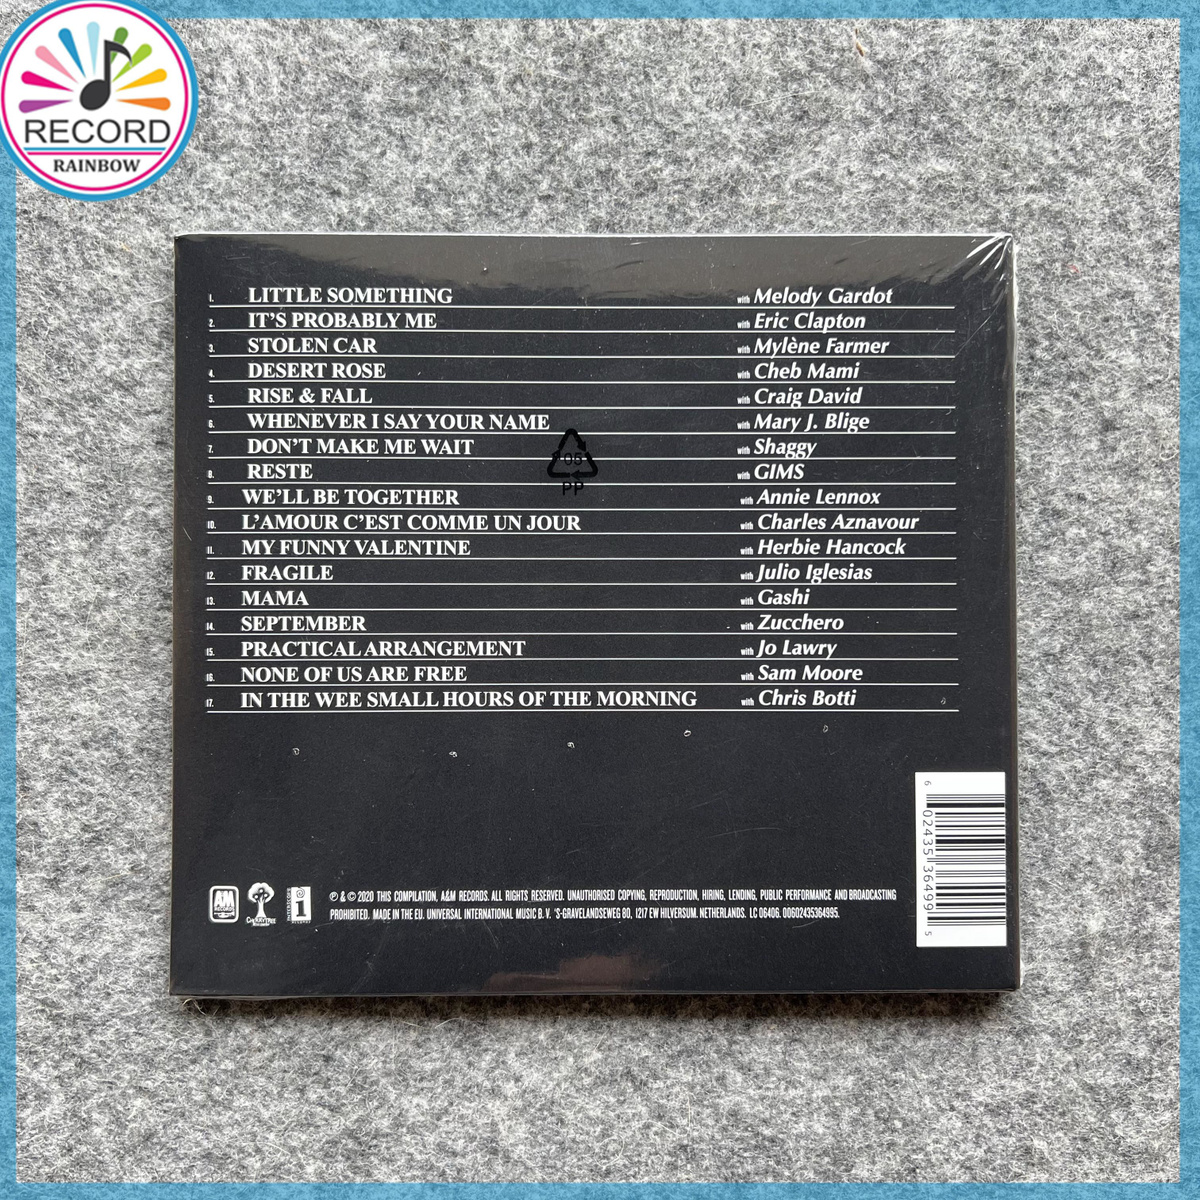 RECORD
RAINBOW
1. LITTLE SOMETHING with Melody Gardot
2. IT'S PROBABLY ME with Eric Clapton
3. STOLEN CAR with Mylène Farmer
4. DESERT ROSE with Cheb Mami
5. RISE & FALL with Craig David
6. WHENEVER I SAY YOUR NAME with Mary J. Blige
7. DON'T MAKE ME WAIT with Shaggy
8. RESTE with GIMS
9. WE'LL BE TOGETHER with Annie Lennox
10. L'AMOUR C'EST COMME UN JOUR with Charles Aznavour
11. MY FUNNY VALENTINE with Herbie Hancock
12. FRAGILE with Julio Iglesias
13. MAMA with Gashi
14. SEPTEMBER with Zucchero
15. PRACTICAL ARRANGEMENT with Jo Lawry
16. NONE OF US ARE FREE with Sam Moore
17. IN THE WEE SMALL HOURS OF THE MORNING with Chris Botti
05
PP
A&M
RECORDS
CHERRYTREE
RECORDS
INTERSCOPE
RECORDS
℗ & © 2020 THIS COMPILATION, A&M RECORDS. ALL RIGHTS RESERVED. UNAUTHORISED COPYING, REPRODUCTION, HIRING, LENDING, PUBLIC PERFORMANCE AND BROADCASTING
PROHIBITED. MADE IN THE EU. UNIVERSAL INTERNATIONAL MUSIC B. V. 'S-GRAVELANDSEWEG 80, 1217 EW HILVERSUM. NETHERLANDS. LC 06406. 00602435364995.
6 02435 36499 5